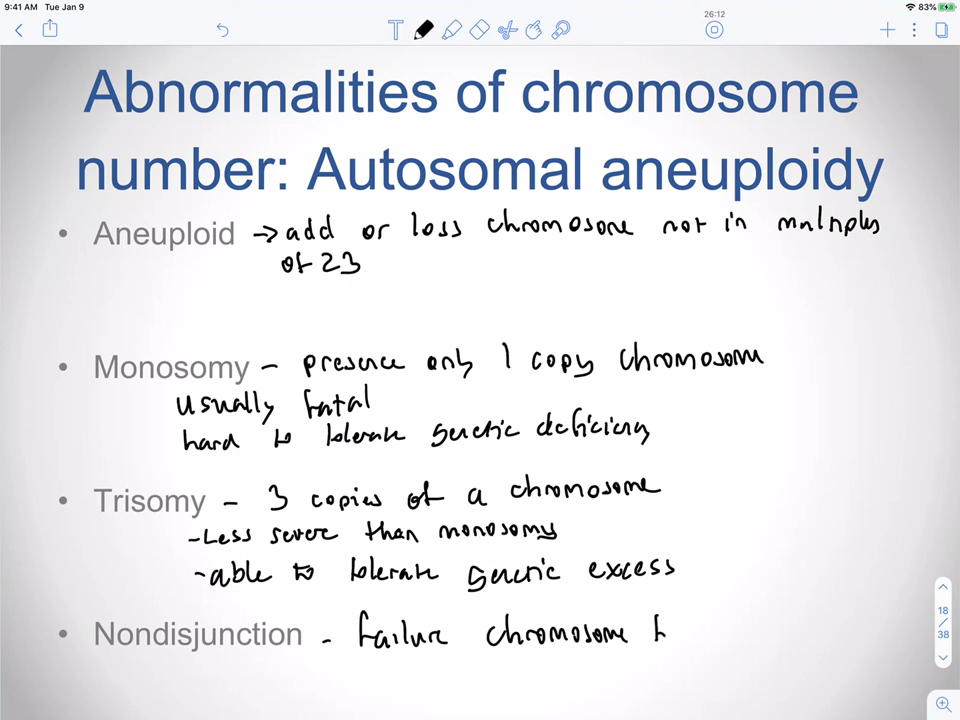 9:41 AM Tue Jan 9
83%
26:12
Abnormalities of chromosome
number: Autosomal aneuploidy
• Aneuploid → add or loss chromosone not in multiples
of 23
• Monosomy - presence only 1 copy chromosom
usually fatal
hard to tolerate genetic deficiency
• Trisomy - 3 copies of a chromosome
- Less severe than monosomy
- able to tolerate genetic excess
• Nondisjunction - failure chromosome
18
/
38